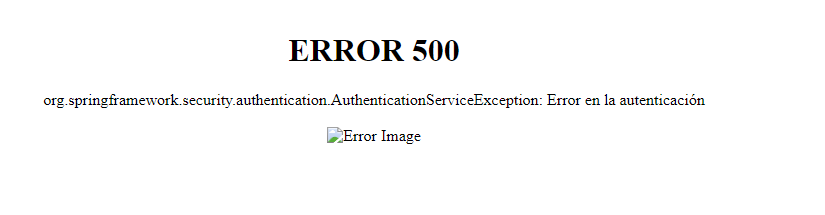 ERROR 500
org.springframework.security.authentication.AuthenticationServiceException: Error en la autenticación
Error Image